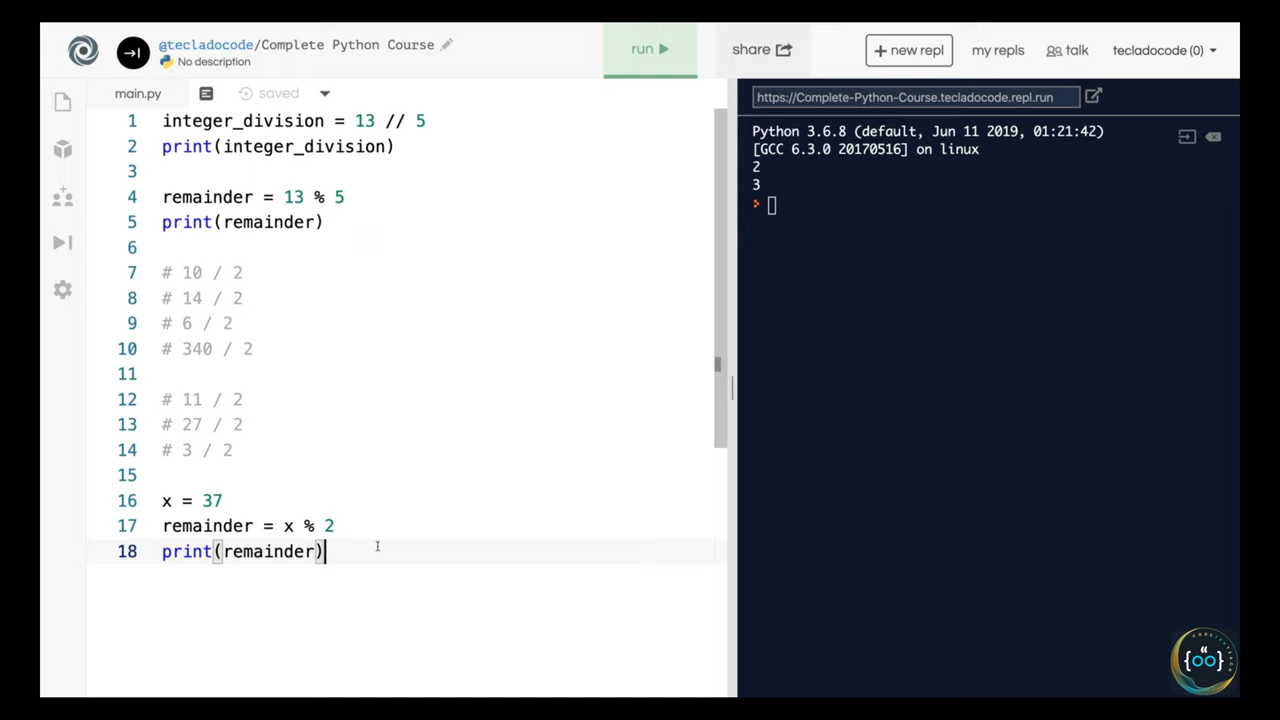 @tecladocode/Complete Python Course
No description
run
share
+ new repl
my repls
talk
tecladocode (0)
main.py
saved
https://Complete-Python-Course.tecladocode.repl.run
1 integer_division = 13 // 5
2 print(integer_division)
3
4 remainder = 13 % 5
5 print(remainder)
6
7 # 10 / 2
8 # 14 / 2
9 # 6 / 2
10 # 340 / 2
11
12 # 11 / 2
13 # 27 / 2
14 # 3 / 2
15
16 x = 37
17 remainder = x % 2
18 print(remainder)
Python 3.6.8 (default, Jun 11 2019, 01:21:42)
[GCC 6.3.0 20170516] on linux
2
3